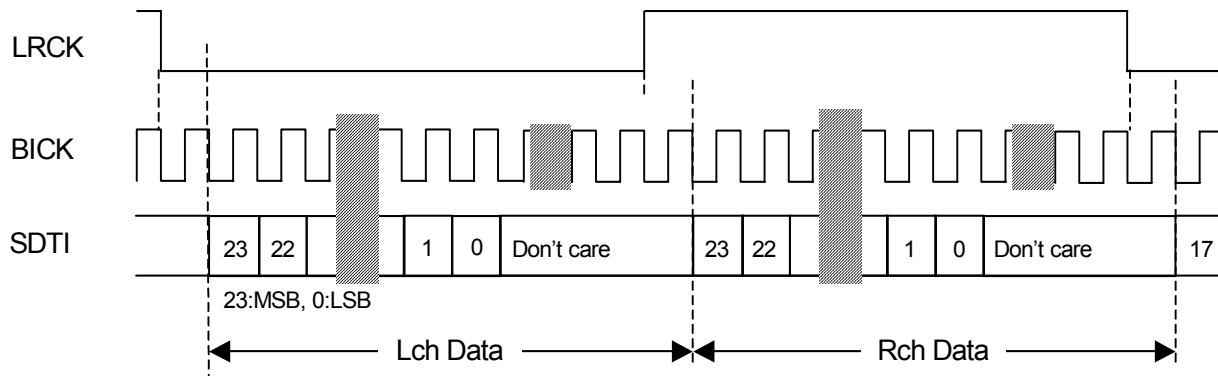 LRCK
BICK
SDTI 23 22 1 0 Don't care 23 22 1 0 Don't care 17
23:MSB, 0:LSB
Lch Data Rch Data